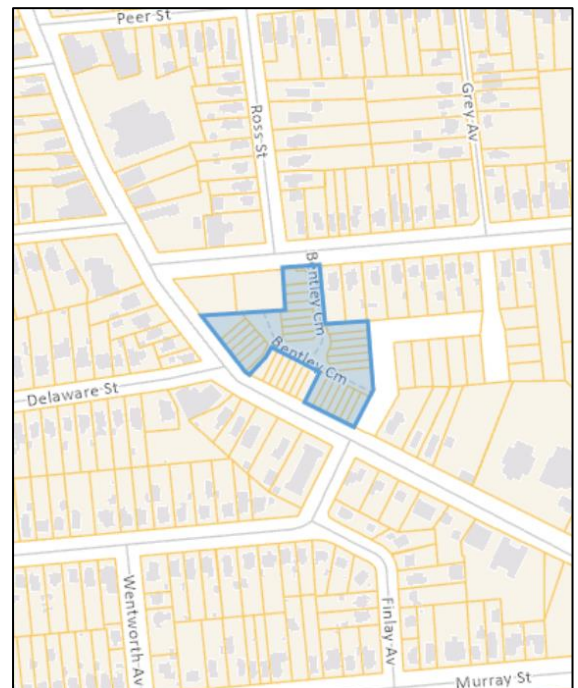 Peer St
Ross St
Grey Av
Bentley Cm
Bentley Cm
Delaware St
Wentworth Av
Finlay Av
Murray St